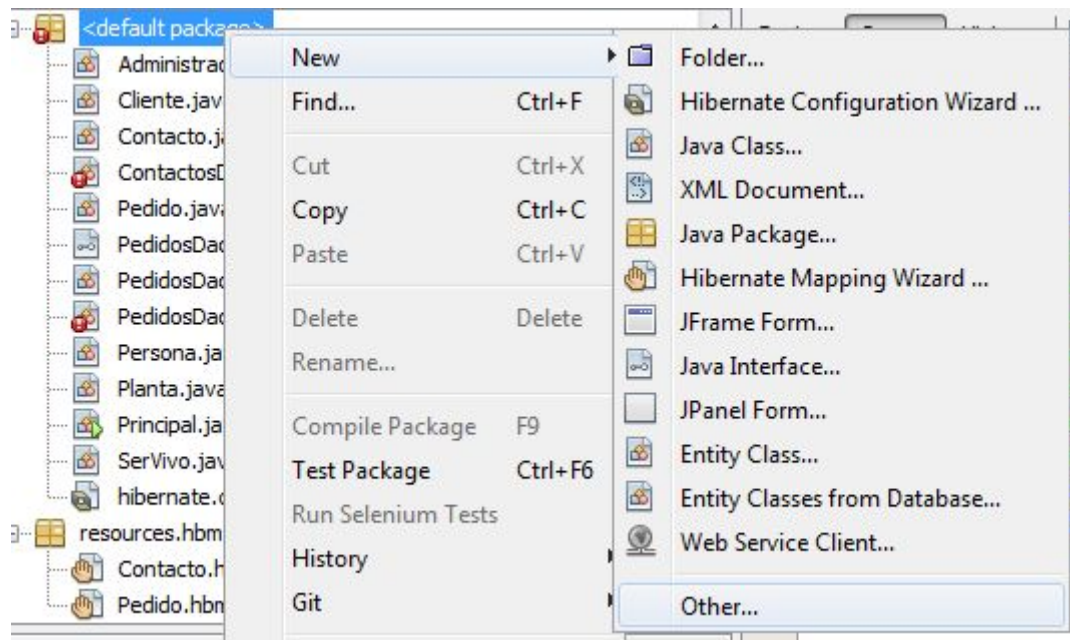 <default package>
Administrac
Cliente.jav
Contacto.j
ContactosD
Pedido.java
PedidosDac
PedidosDac
PedidosDac
Persona.ja
Planta.java
Principal.ja
SerVivo.jav
hibernate.c
resources.hbm
Contacto.h
Pedido.hbm
New
Find... Ctrl+F
Cut Ctrl+X
Copy Ctrl+C
Paste Ctrl+V
Delete Delete
Rename...
Compile Package F9
Test Package Ctrl+F6
Run Selenium Tests
History
Git
Folder...
Hibernate Configuration Wizard ...
Java Class...
XML Document...
Java Package...
Hibernate Mapping Wizard ...
JFrame Form...
Java Interface...
JPanel Form...
Entity Class...
Entity Classes from Database...
Web Service Client...
Other...